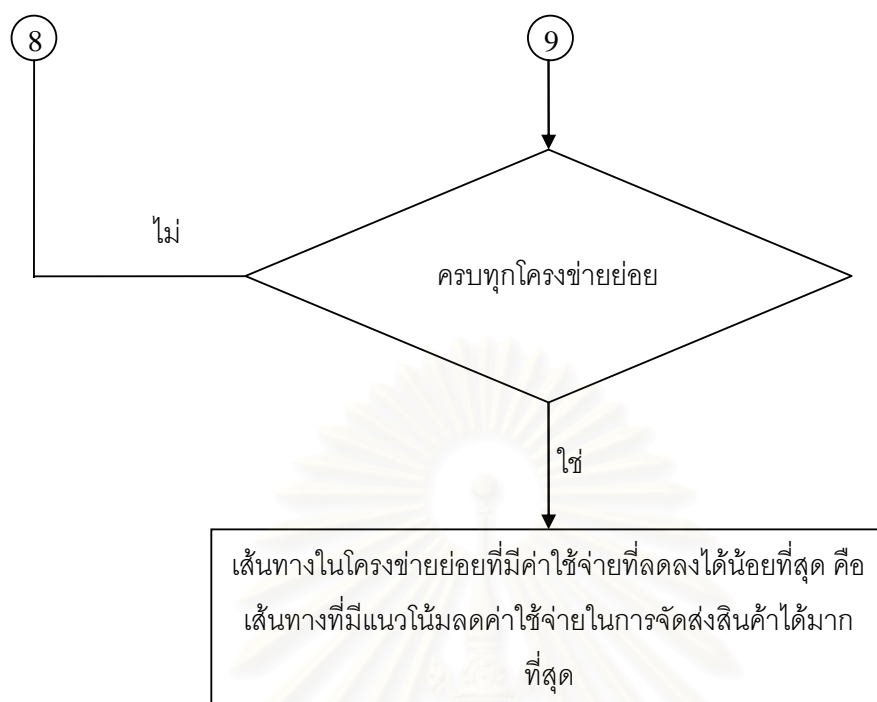 8
9
ไม่
ครบทุกโครงข่ายย่อย
ใช่
เส้นทางในโครงข่ายย่อยที่มีค่าใช้จ่ายที่ลดลงได้น้อยที่สุด คือ
เส้นทางที่มีแนวโน้มลดค่าใช้จ่ายในการจัดส่งสินค้าได้มาก
ที่สุด